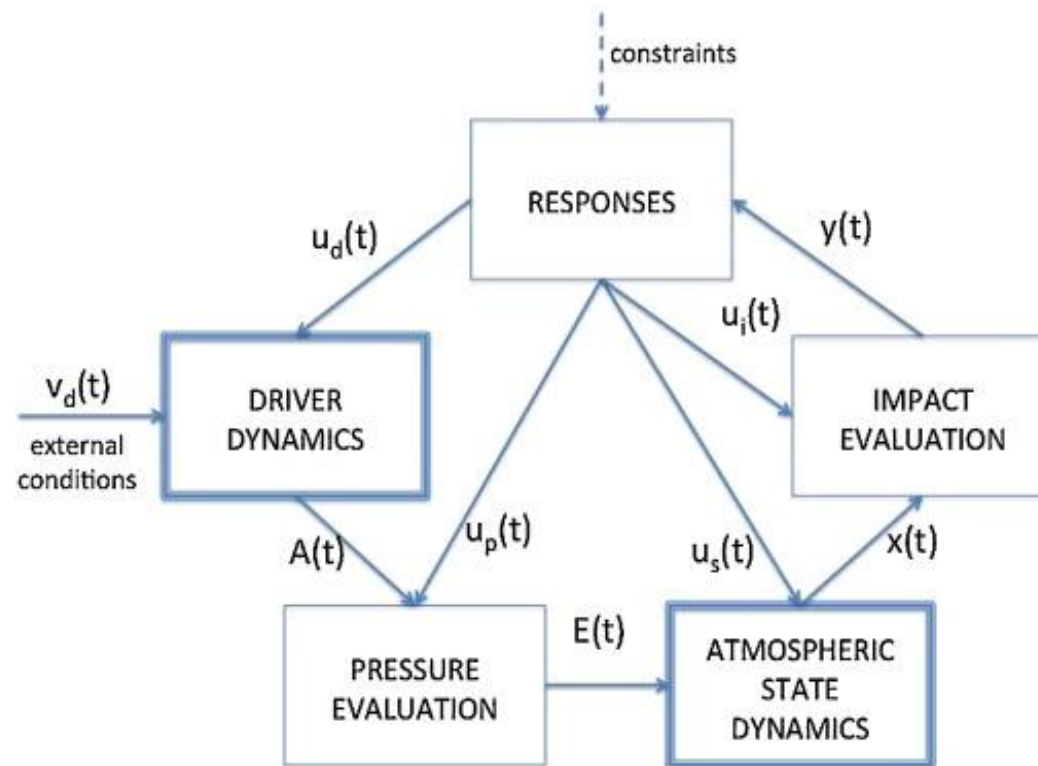 constraints
RESPONSES
u_d(t)
y(t)
u_i(t)
v_d(t)
external
conditions
DRIVER
DYNAMICS
IMPACT
EVALUATION
A(t)
u_p(t)
u_s(t)
x(t)
E(t)
PRESSURE
EVALUATION
ATMOSPHERIC
STATE
DYNAMICS